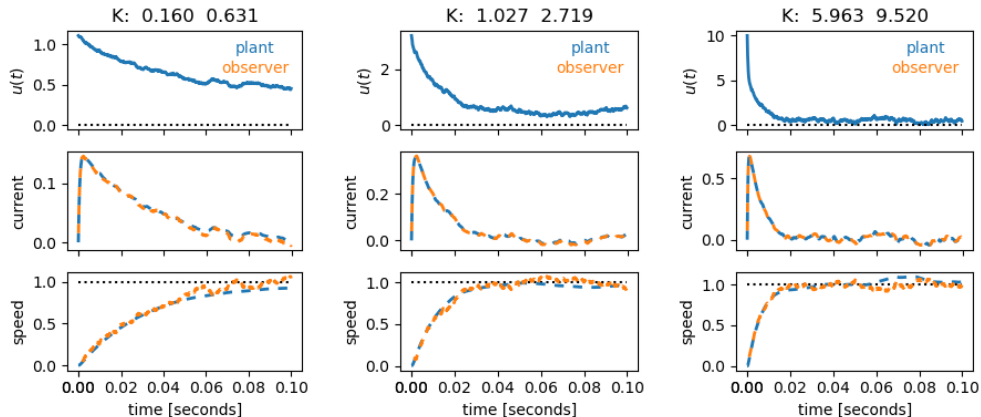 K:  0.160  0.631
K:  1.027  2.719
K:  5.963  9.520
1.0
0.5
0.0
u(t)
plant
observer
2
0
u(t)
plant
observer
10
5
0
u(t)
plant
observer
0.1
0.0
current
0.2
0.0
current
0.5
0.0
current
1.0
0.5
0.0
speed
1.0
0.5
0.0
speed
1.0
0.5
0.0
speed
0.00 0.02 0.04 0.06 0.08 0.10
0.00 0.02 0.04 0.06 0.08 0.10
0.00 0.02 0.04 0.06 0.08 0.10
time [seconds]
time [seconds]
time [seconds]